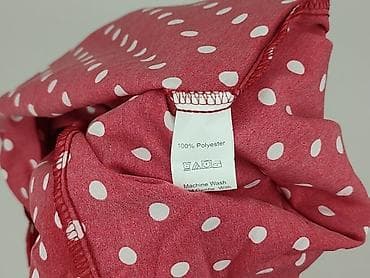 100% Polyester
Machine Wash